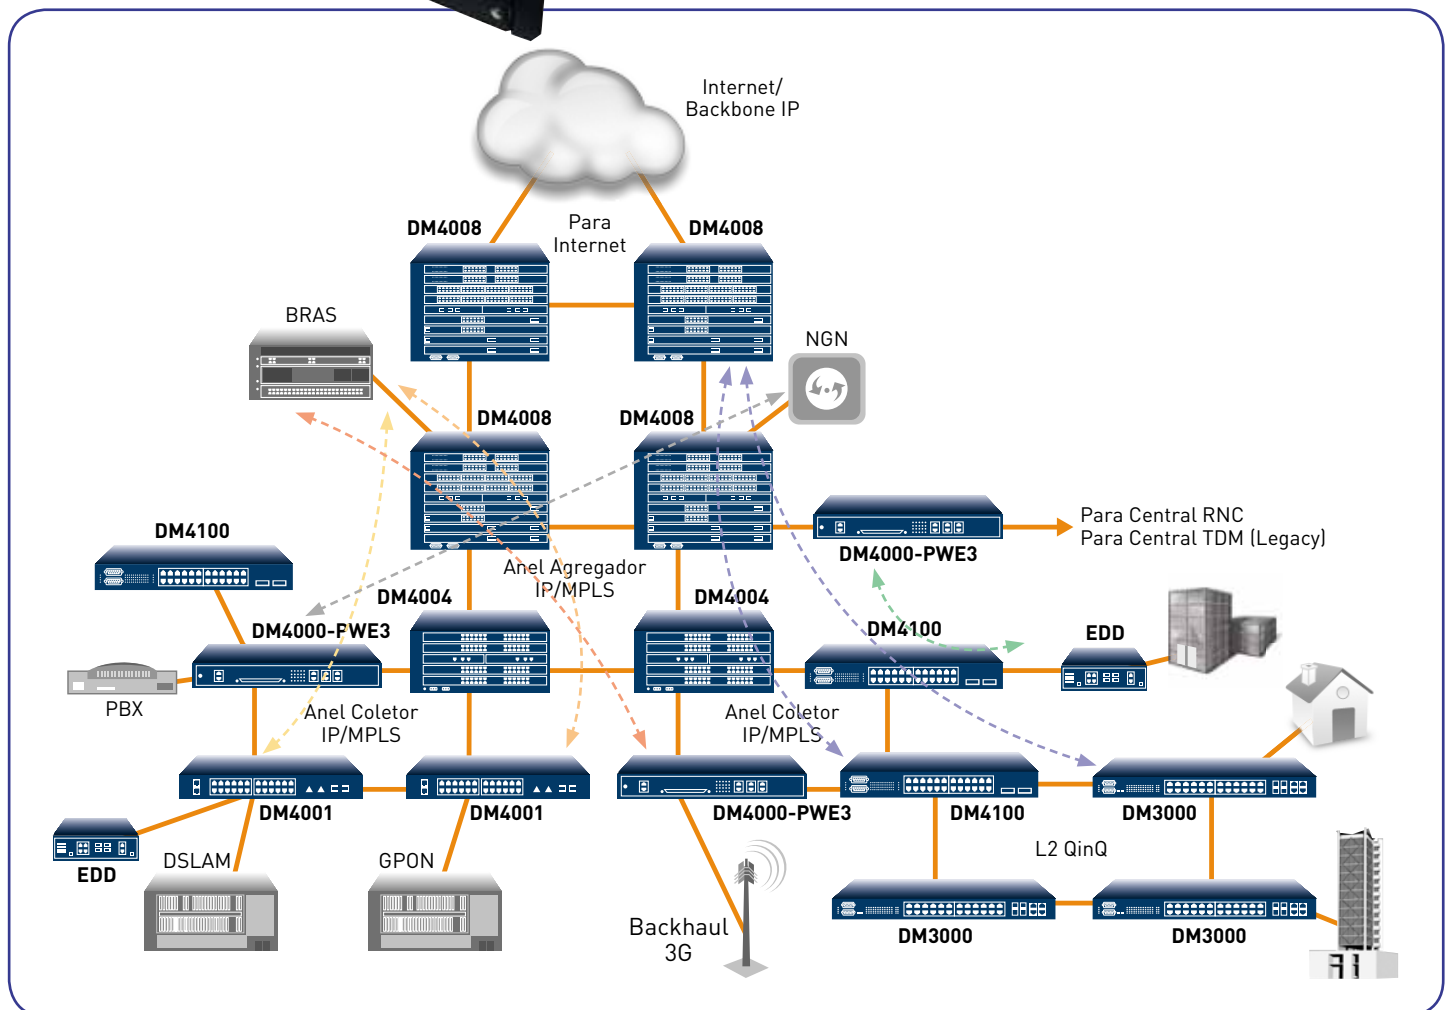 Internet/
Backbone IP
DM4008
Para
Internet
DM4008
BRAS
NGN
DM4008
DM4008
DM4100
DM4000-PWE3
Para Central RNC
Para Central TDM (Legacy)
Anel Agregador
IP/MPLS
DM4004
DM4004
DM4000-PWE3
DM4100
EDD
PBX
Anel Coletor
IP/MPLS
Anel Coletor
IP/MPLS
DM4001
DM4001
DM4000-PWE3
DM4100
DM3000
EDD
DSLAM
GPON
L2 QinQ
Backhaul
3G
DM3000
DM3000